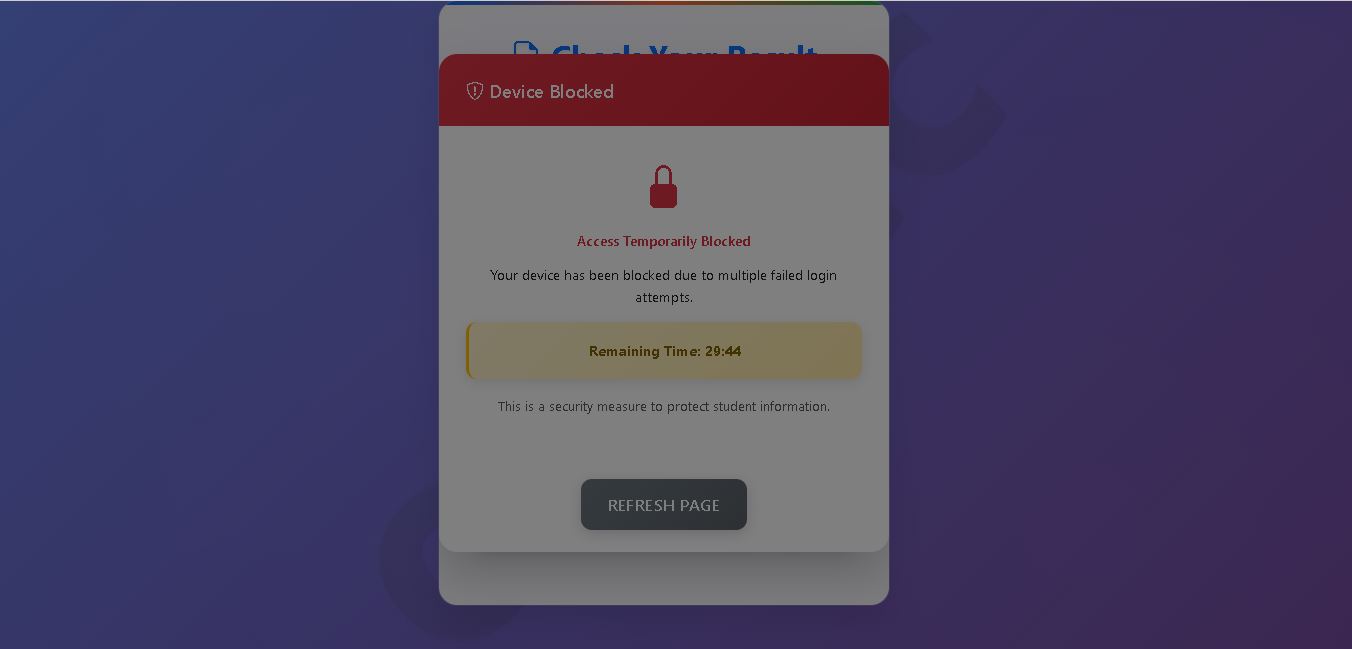 Check Your Result
Device Blocked
Access Temporarily Blocked
Your device has been blocked due to multiple failed login
attempts.
Remaining Time: 29:44
This is a security measure to protect student information.
REFRESH PAGE